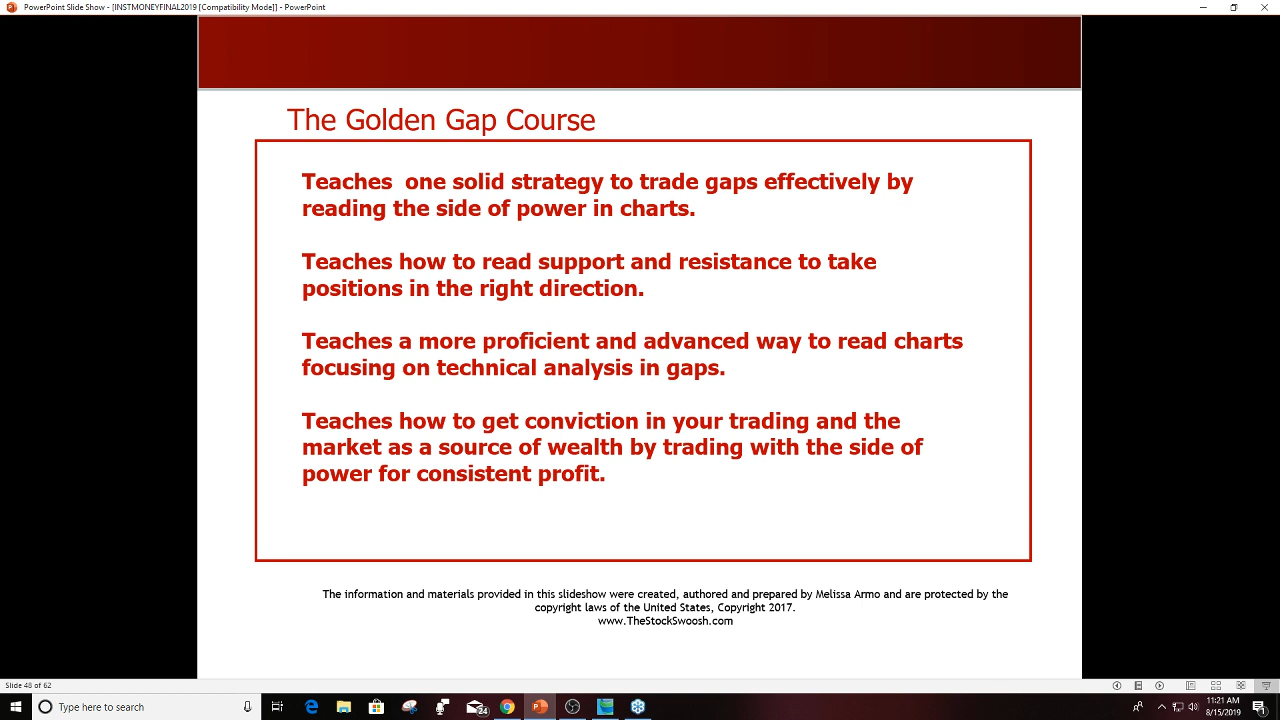 PowerPoint Slide Show - [INSTMONEYFINAL2019 [Compatibility Mode]] - PowerPoint
The Golden Gap Course
Teaches  one solid strategy to trade gaps effectively by
reading the side of power in charts.
Teaches how to read support and resistance to take
positions in the right direction.
Teaches a more proficient and advanced way to read charts
focusing on technical analysis in gaps.
Teaches how to get conviction in your trading and the
market as a source of wealth by trading with the side of
power for consistent profit.
The information and materials provided in this slideshow were created, authored and prepared by Melissa Armo and are protected by the
copyright laws of the United States, Copyright 2017.
www.TheStockSwoosh.com
Slide 48 of 62
Type here to search
24
11:21 AM
8/15/2019
1